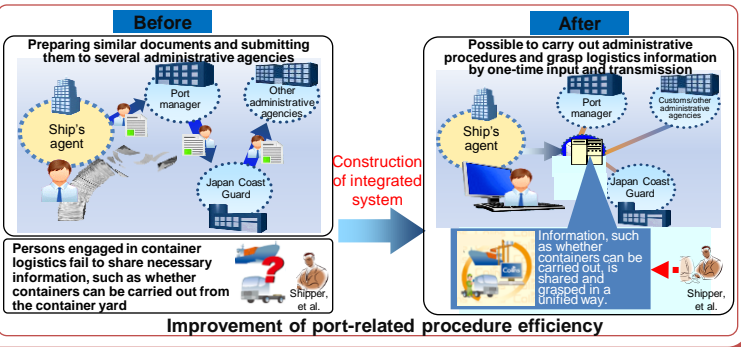 Before
Preparing similar documents and submitting
them to several administrative agencies
Port
manager
Other
administrative
agencies
Ship's
agent
Japan Coast
Guard
Persons engaged in container
logistics fail to share necessary
information, such as whether
containers can be carried out from
the container yard
?
Shipper,
et al.
Construction
of integrated
system
After
Possible to carry out administrative
procedures and grasp logistics information
by one-time input and transmission
Port
manager
Customs/other
administrative
agencies
Ship's
agent
Japan Coast
Guard
Information, such
as whether
containers can be
carried out, is
shared and
grasped in a
unified way.
Colins
Shipper,
et al.
Improvement of port-related procedure efficiency